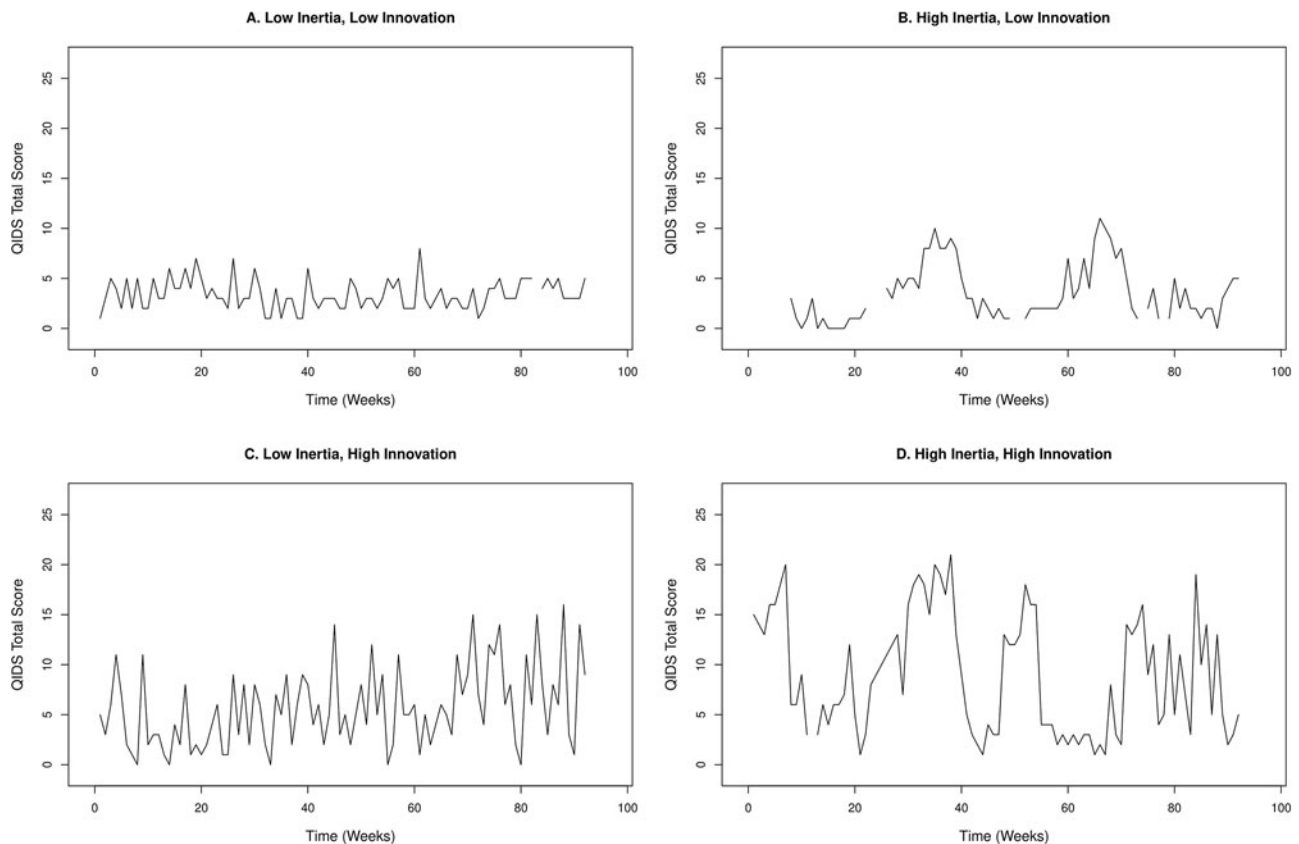 A. Low Inertia, Low Innovation
QIDS Total Score
25
20
15
10
5
0
0 20 40 60 80 100
Time (Weeks)
B. High Inertia, Low Innovation
QIDS Total Score
25
20
15
10
5
0
0 20 40 60 80 100
Time (Weeks)
C. Low Inertia, High Innovation
QIDS Total Score
25
20
15
10
5
0
0 20 40 60 80 100
Time (Weeks)
D. High Inertia, High Innovation
QIDS Total Score
25
20
15
10
5
0
0 20 40 60 80 100
Time (Weeks)